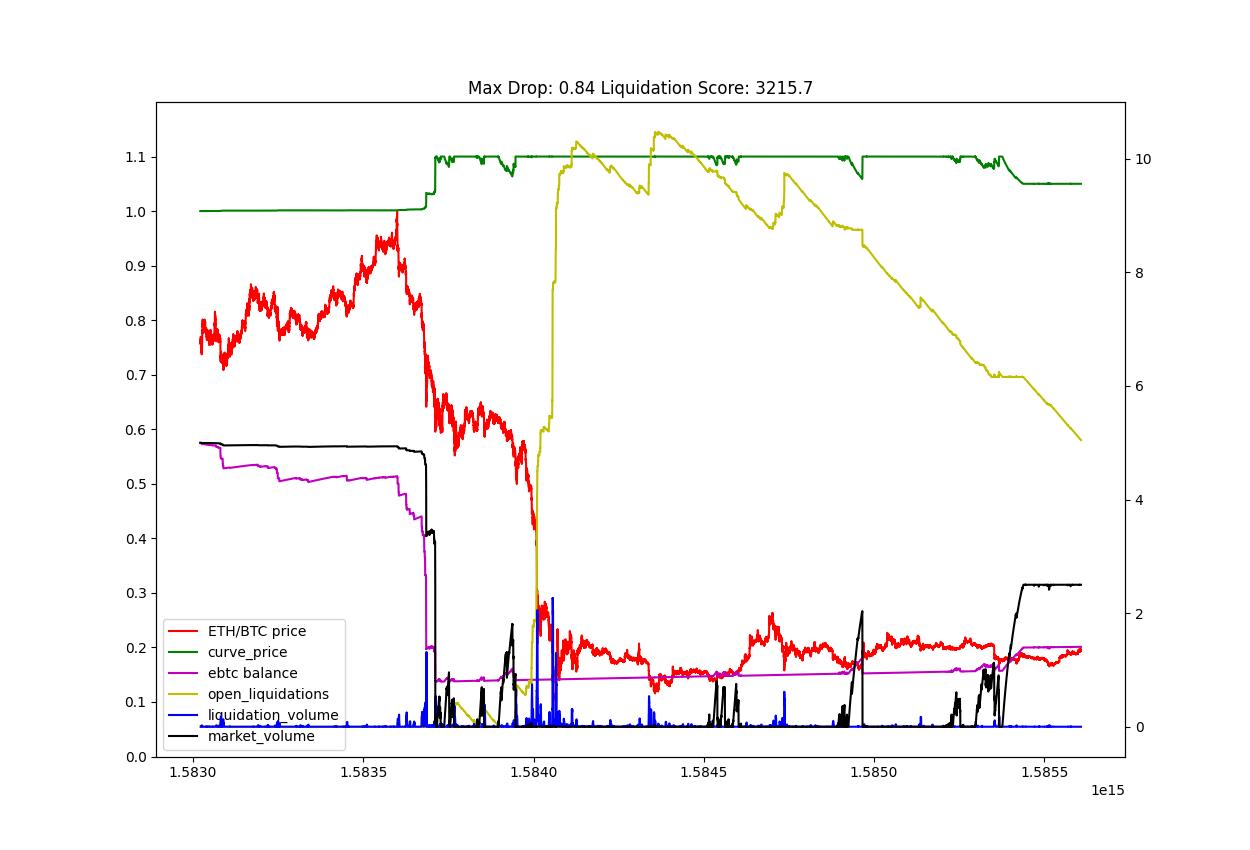 Max Drop: 0.84 Liquidation Score: 3215.7
1.1
1.0
0.9
0.8
0.7
0.6
0.5
0.4
0.3
0.2
0.1
0.0
10
8
6
4
2
0
ETH/BTC price
curve_price
ebtc balance
open_liquidations
liquidation_volume
market_volume
1.5830 1.5835 1.5840 1.5845 1.5850 1.5855
1e15